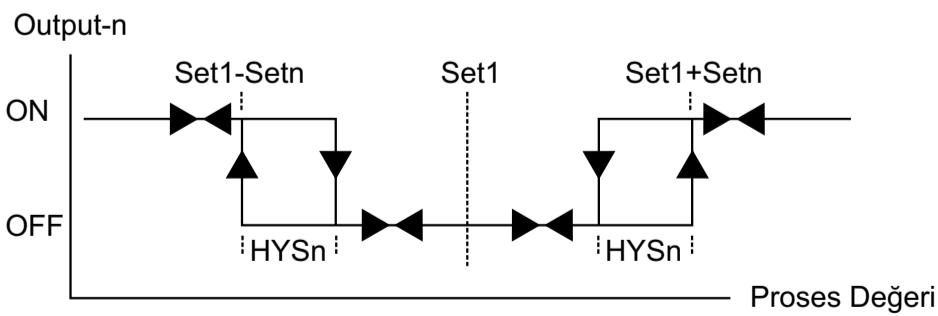 Output-n
Set1-Setn Set1 Set1+Setn
ON
OFF
HYSn HYSn
Proses Değeri